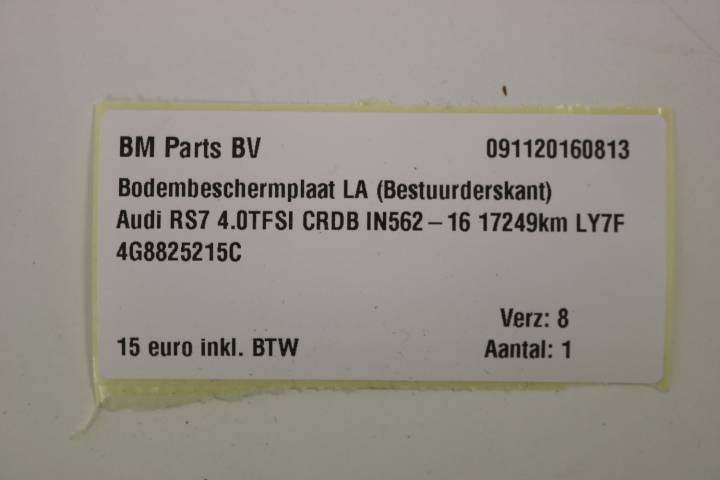 BM Parts BV 091120160813
Bodembeschermplaat LA (Bestuurderskant)
Audi RS7 4.0TFSI CRDB IN562-16 17249km LY7F
4G8825215C
Verz: 8
15 euro inkl. BTW Aantal: 1